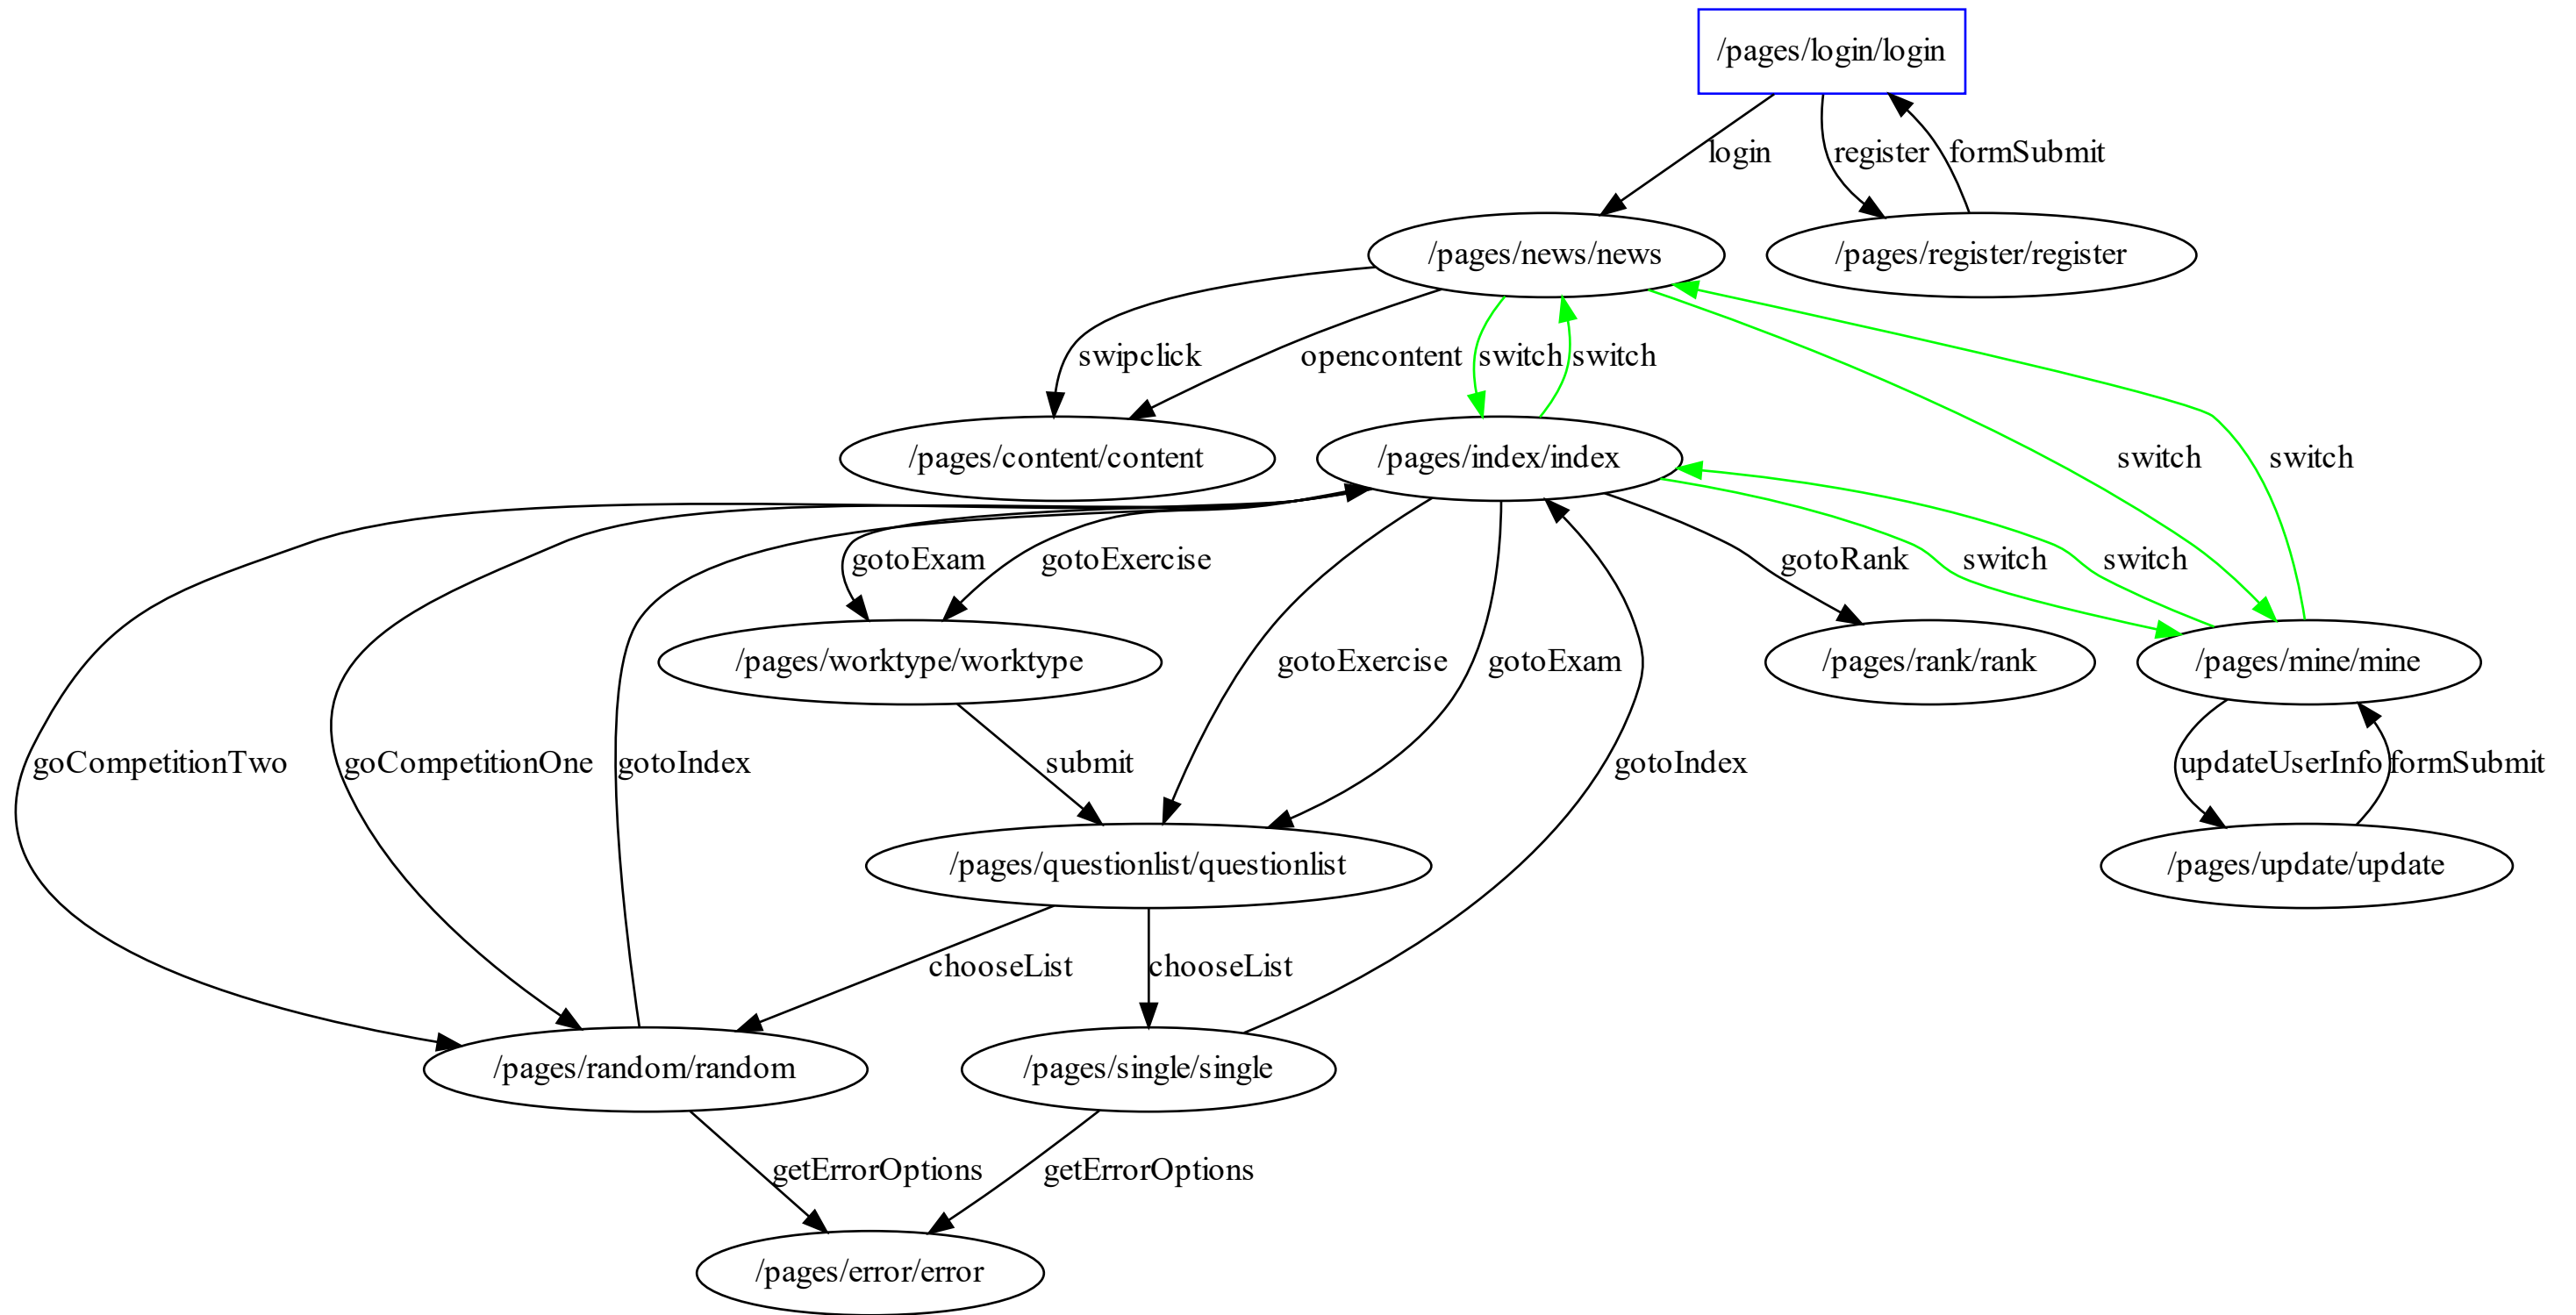 /pages/login/login
login
register
formSubmit
/pages/news/news
/pages/register/register
swipclick
opencontent
switch
switch
/pages/content/content
/pages/index/index
switch
switch
gotoExam
gotoExercise
gotoRank
switch
switch
/pages/worktype/worktype
gotoExercise
gotoExam
/pages/rank/rank
/pages/mine/mine
goCompetitionTwo
goCompetitionOne
gotoIndex
submit
gotoIndex
updateUserInfo
formSubmit
/pages/questionlist/questionlist
/pages/update/update
chooseList
chooseList
/pages/random/random
/pages/single/single
getErrorOptions
getErrorOptions
/pages/error/error